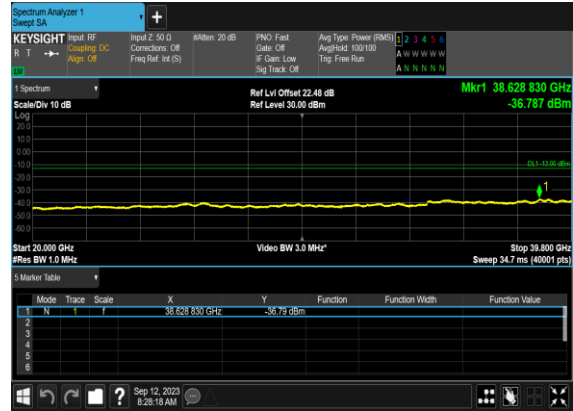 Spectrum Analyzer 1
Swept SA
+
KEYSIGHT Input: RF Input Z: 50 Ω #Atten: 20 dB PNO: Fast Avg Type: Power (RMS) 1 2 3 4 5 6
R T Coupling: DC Corrections: Off Gate: Off Avg|Hold: 100/100 A W W W W W
Align: Off Freq Ref: Int (S) IF Gain: Low Trig: Free Run
Sig Track: Off A N N N N N
1 Spectrum Ref Lvl Offset 22.48 dB Mkr1 38.628 830 GHz
Scale/Div 10 dB Ref Level 30.00 dBm -36.787 dBm
Log
20.0
10.0
0.00
-10.0
DL1 -13.00 dBm
-20.0
-30.0
1
-40.0
-50.0
-60.0
Start 20.000 GHz Video BW 3.0 MHz* Stop 39.800 GHz
#Res BW 1.0 MHz Sweep 34.7 ms (40001 pts)
5 Marker Table
Mode Trace Scale X Y Function Function Width Function Value
1 N 1 f 38.628 830 GHz -36.79 dBm
2
3
4
5
6
? Sep 12, 2023
8:28:18 AM